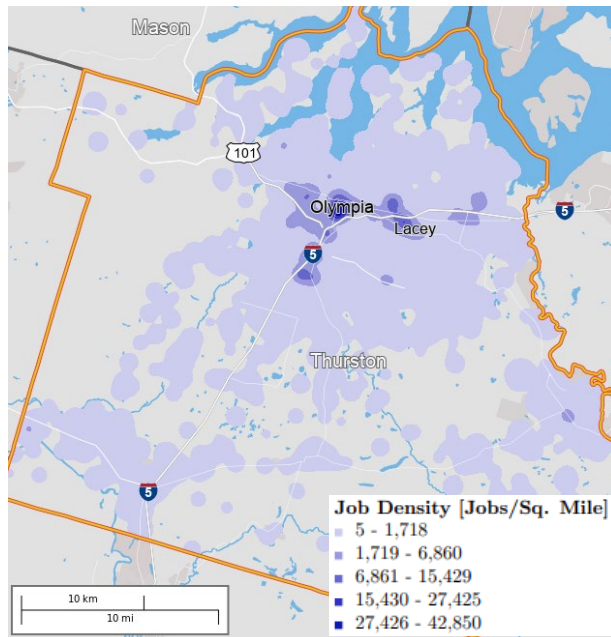 Mason
101
Olympia
Lacey
5
5
Thurston
5
Job Density [Jobs/Sq. Mile]
5 - 1,718
1,719 - 6,860
6,861 - 15,429
15,430 - 27,425
27,426 - 42,850
10 km
10 mi